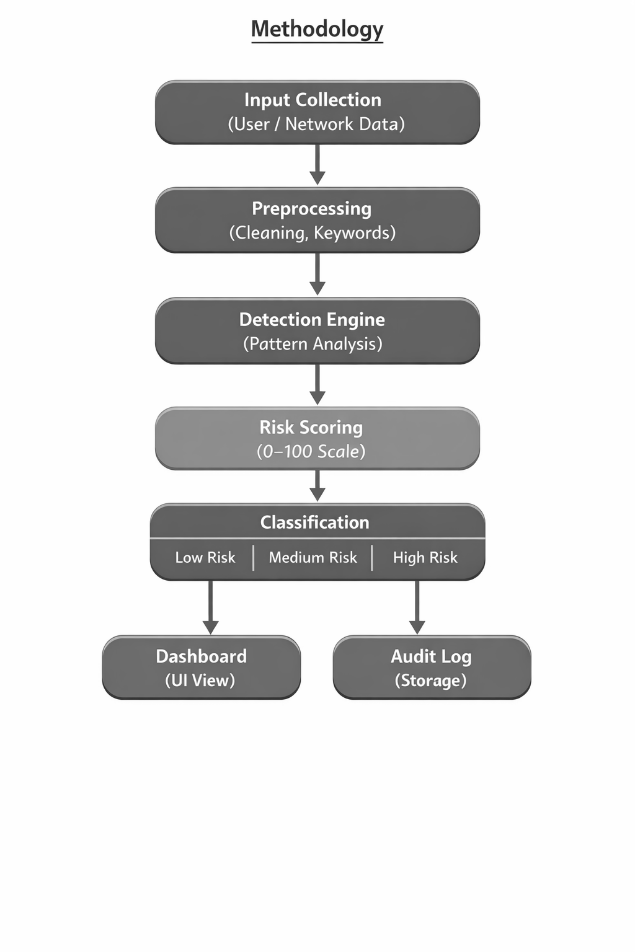 Methodology
Input Collection
(User / Network Data)
Preprocessing
(Cleaning, Keywords)
Detection Engine
(Pattern Analysis)
Risk Scoring
(0–100 Scale)
Classification
Low Risk | Medium Risk | High Risk
Dashboard
(UI View)
Audit Log
(Storage)